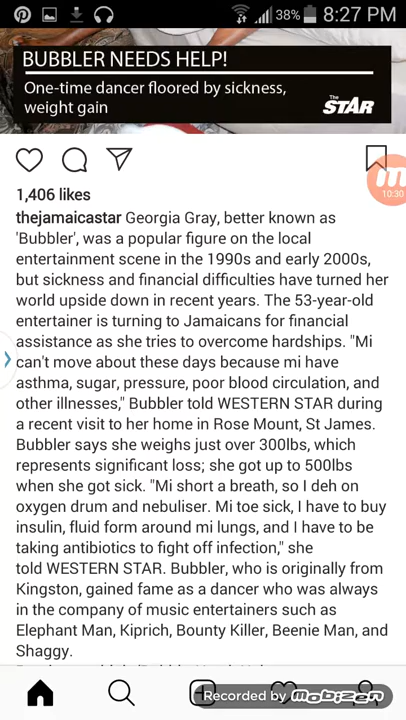 38% 8:27 PM
BUBBLER NEEDS HELP!
One-time dancer floored by sickness,
weight gain
The STAR
10:30
1,406 likes
thejamaicastar Georgia Gray, better known as
'Bubbler', was a popular figure on the local
entertainment scene in the 1990s and early 2000s,
but sickness and financial difficulties have turned her
world upside down in recent years. The 53-year-old
entertainer is turning to Jamaicans for financial
assistance as she tries to overcome hardships. "Mi
can't move about these days because mi have
asthma, sugar, pressure, poor blood circulation, and
other illnesses," Bubbler told WESTERN STAR during
a recent visit to her home in Rose Mount, St James.
Bubbler says she weighs just over 300lbs, which
represents significant loss; she got up to 500lbs
when she got sick. "Mi short a breath, so I deh on
oxygen drum and nebuliser. Mi toe sick, I have to buy
insulin, fluid form around mi lungs, and I have to be
taking antibiotics to fight off infection," she
told WESTERN STAR. Bubbler, who is originally from
Kingston, gained fame as a dancer who was always
in the company of music entertainers such as
Elephant Man, Kiprich, Bounty Killer, Beenie Man, and
Shaggy.
Recorded by mobizen